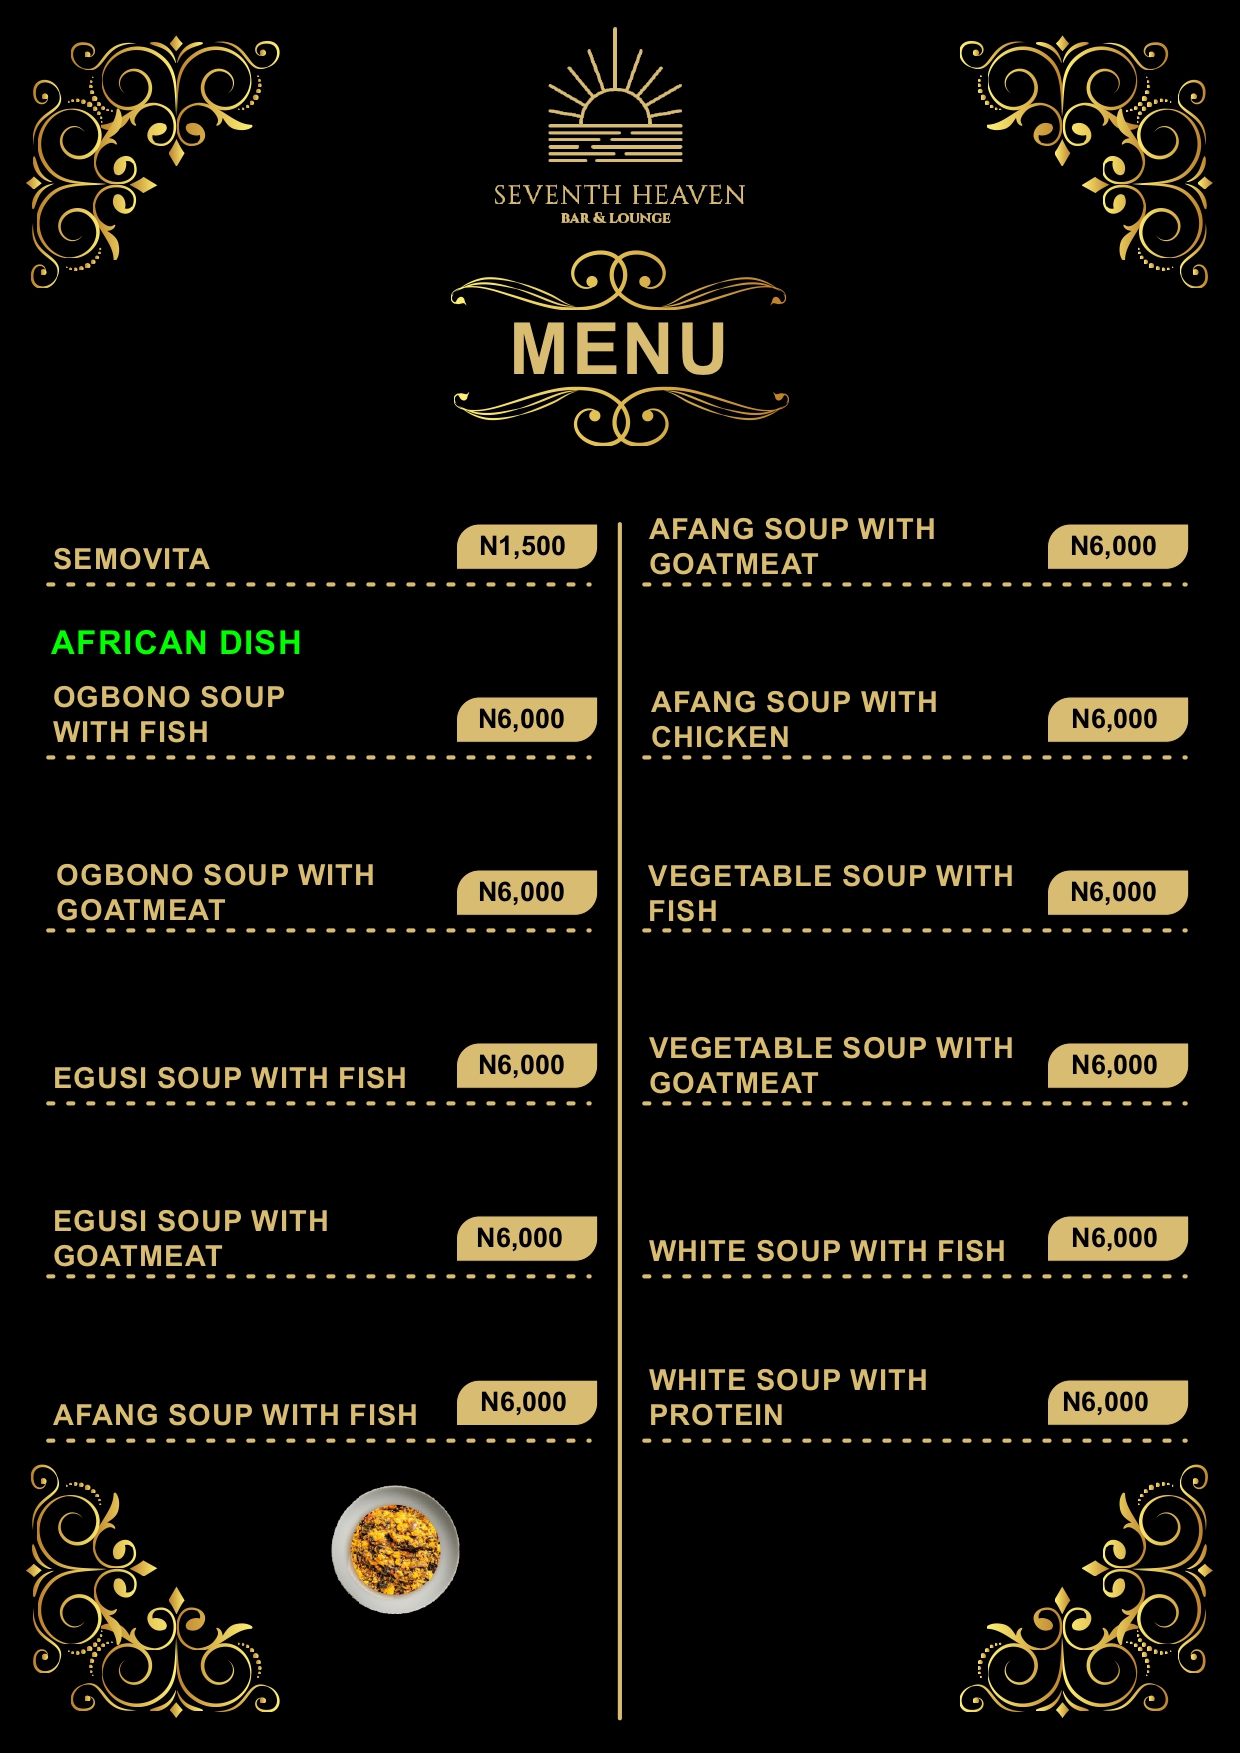 SEVENTH HEAVEN
BAR & LOUNGE
MENU
SEMOVITA
N1,500
AFRICAN DISH
OGBONO SOUP
WITH FISH
N6,000
OGBONO SOUP WITH
GOATMEAT
N6,000
EGUSI SOUP WITH FISH
N6,000
EGUSI SOUP WITH
GOATMEAT
N6,000
AFANG SOUP WITH FISH
N6,000
AFANG SOUP WITH
GOATMEAT
N6,000
AFANG SOUP WITH
CHICKEN
N6,000
VEGETABLE SOUP WITH
FISH
N6,000
VEGETABLE SOUP WITH
GOATMEAT
N6,000
WHITE SOUP WITH FISH
N6,000
WHITE SOUP WITH
PROTEIN
N6,000